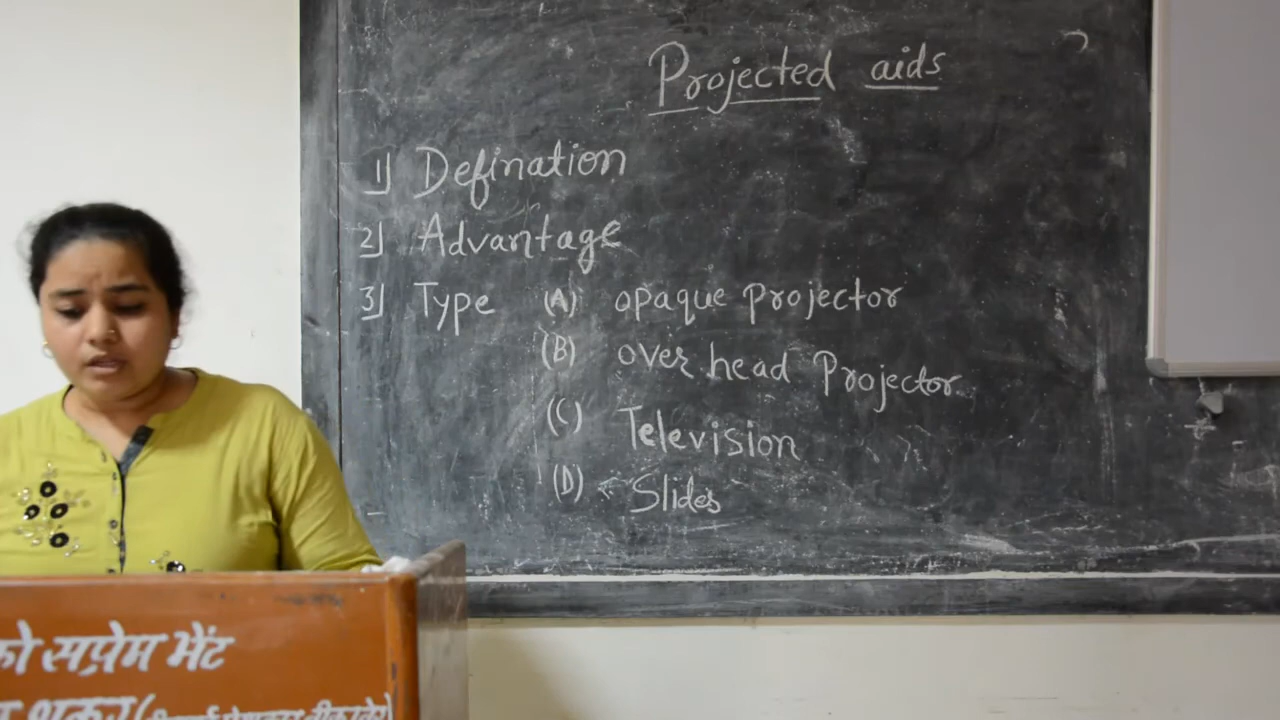 Projected aids
1) Defination
2) Advantage
3) Type (A) opaque projector
(B) over head Projector
(C) Television
(D) Slides
को सप्रेम भेंट